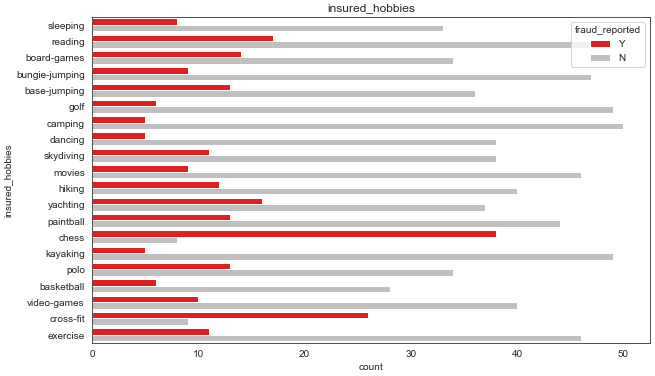 insured_hobbies
fraud_reported
Y
N
insured_hobbies
sleeping
reading
board-games
bungie-jumping
base-jumping
golf
camping
dancing
skydiving
movies
hiking
yachting
paintball
chess
kayaking
polo
basketball
video-games
cross-fit
exercise
0 10 20 30 40 50
count